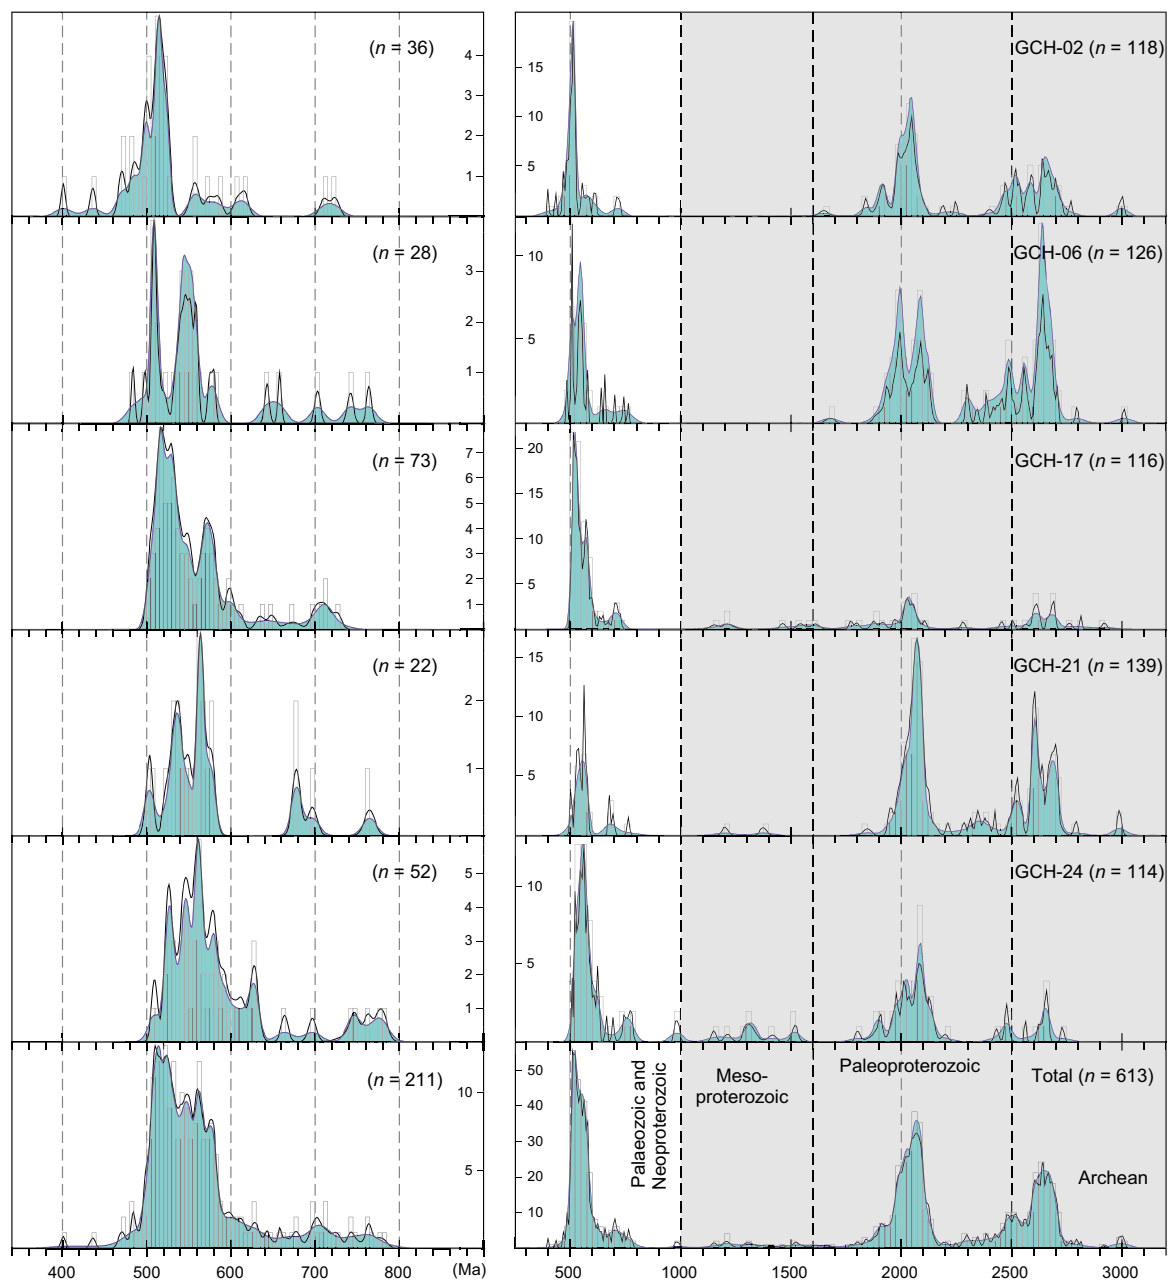 (n = 36)
4
3
2
1
15
10
5
GCH-02 (n = 118)
(n = 28)
3
2
1
10
5
GCH-06 (n = 126)
(n = 73)
7
6
5
4
3
2
1
20
15
10
5
GCH-17 (n = 116)
(n = 22)
2
1
15
10
5
GCH-21 (n = 139)
(n = 52)
5
4
3
2
1
10
5
GCH-24 (n = 114)
(n = 211)
10
5
50
40
30
20
10
Palaeozoic and
Neoproterozoic
Meso-
proterozoic
Paleoproterozoic
Total (n = 613)
Archean
400 500 600 700 800 (Ma)
500 1000 1500 2000 2500 3000